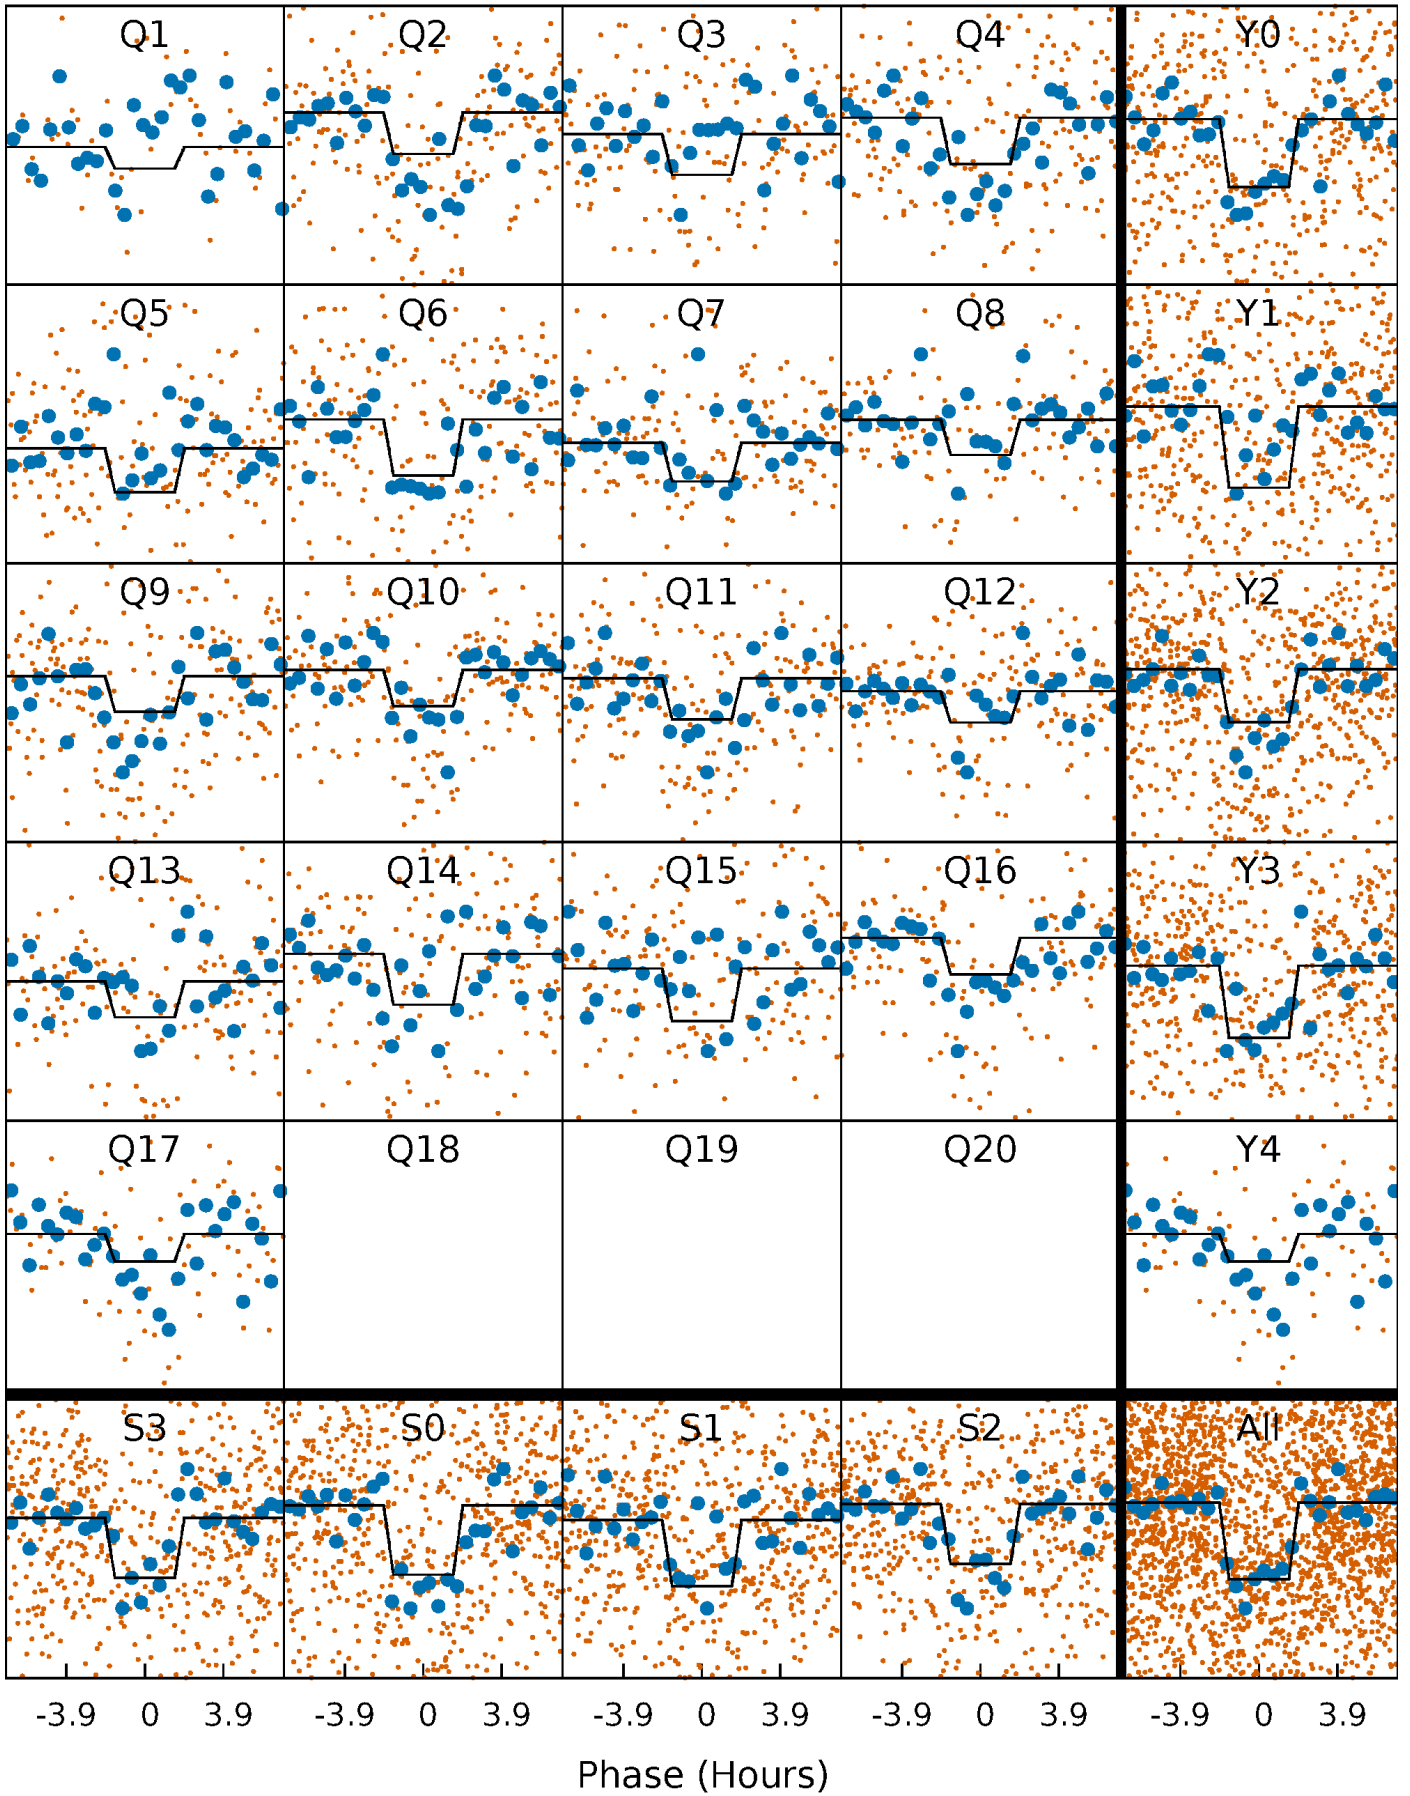 Q1 Q2 Q3 Q4 Y0
Q5 Q6 Q7 Q8 Y1
Q9 Q10 Q11 Q12 Y2
Q13 Q14 Q15 Q16 Y3
Q17 Q18 Q19 Q20 Y4
S3 S0 S1 S2 All
-3.9 0 3.9 -3.9 0 3.9 -3.9 0 3.9 -3.9 0 3.9 -3.9 0 3.9
Phase (Hours)